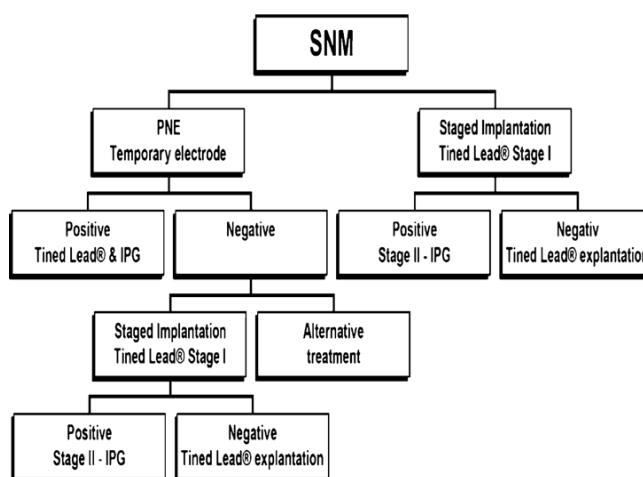 SNM
PNE
Temporary electrode
Staged Implantation
Tined Lead® Stage I
Positive
Tined Lead® & IPG
Negative
Positive
Stage II - IPG
Negativ
Tined Lead® explantation
Staged Implantation
Tined Lead® Stage I
Alternative
treatment
Positive
Stage II - IPG
Negative
Tined Lead® explantation